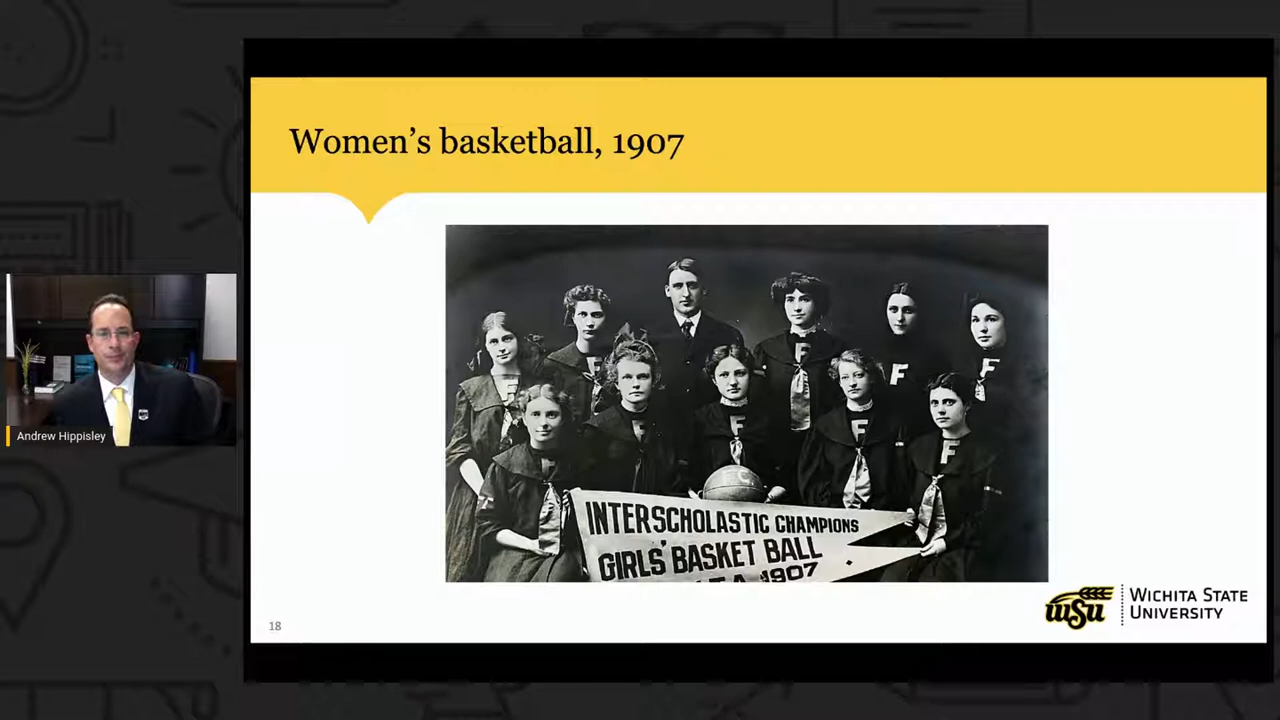 Women's basketball, 1907
F
F
F
F
F
F
F
F
F
INTERSCHOLASTIC CHAMPIONS
GIRLS' BASKET BALL
1907
Andrew Hippisley
wsu
WICHITA STATE
UNIVERSITY
18